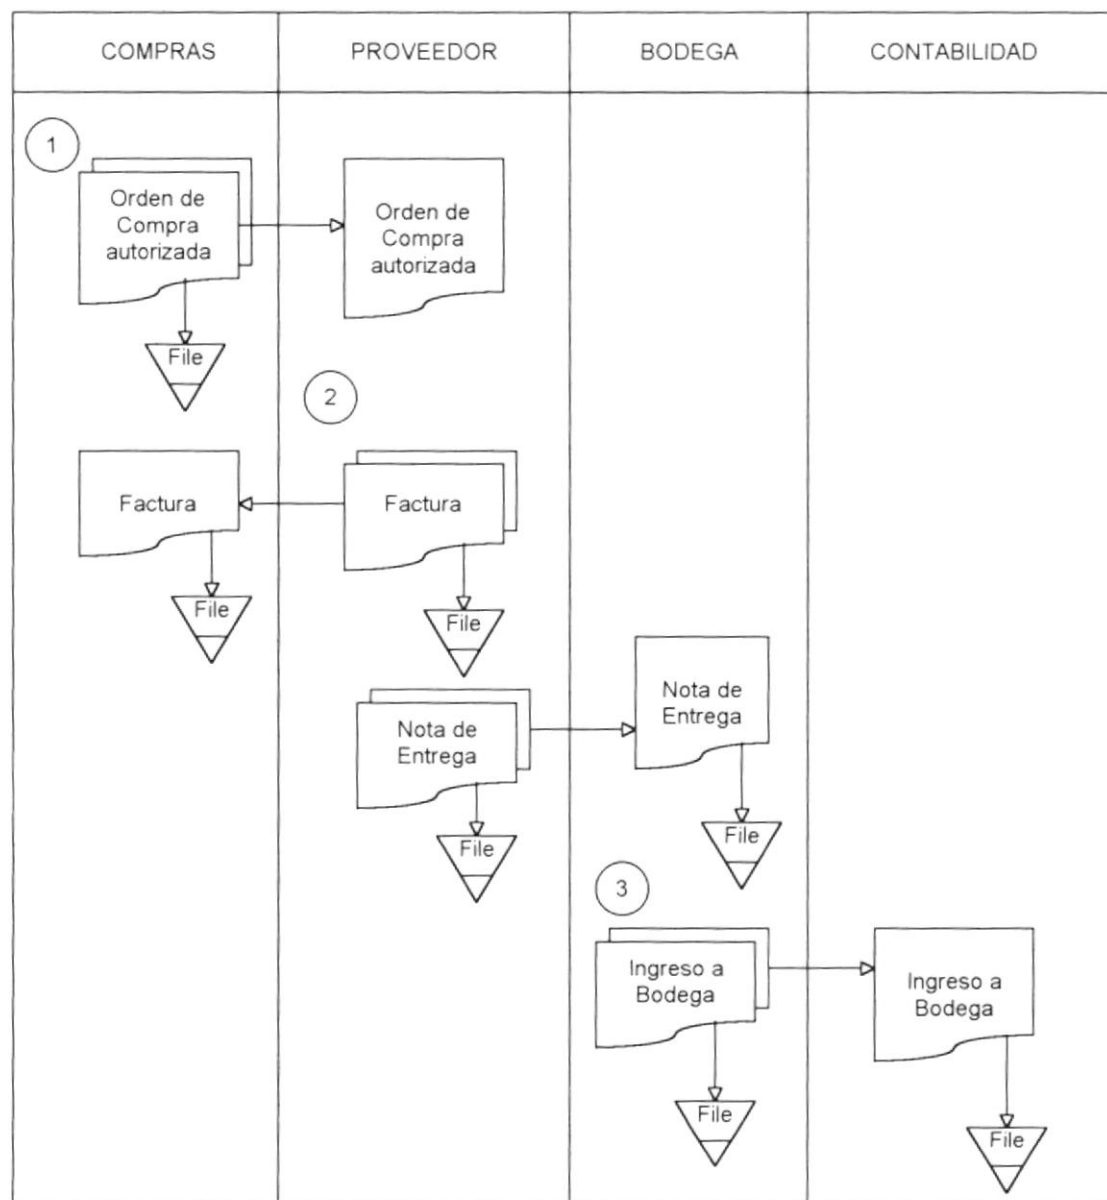 COMPRAS
PROVEEDOR
BODEGA
CONTABILIDAD
1
Orden de
Compra
autorizada
Orden de
Compra
autorizada
File
2
Factura
Factura
File
File
Nota de
Entrega
Nota de
Entrega
File
File
3
Ingreso a
Bodega
Ingreso a
Bodega
File
File